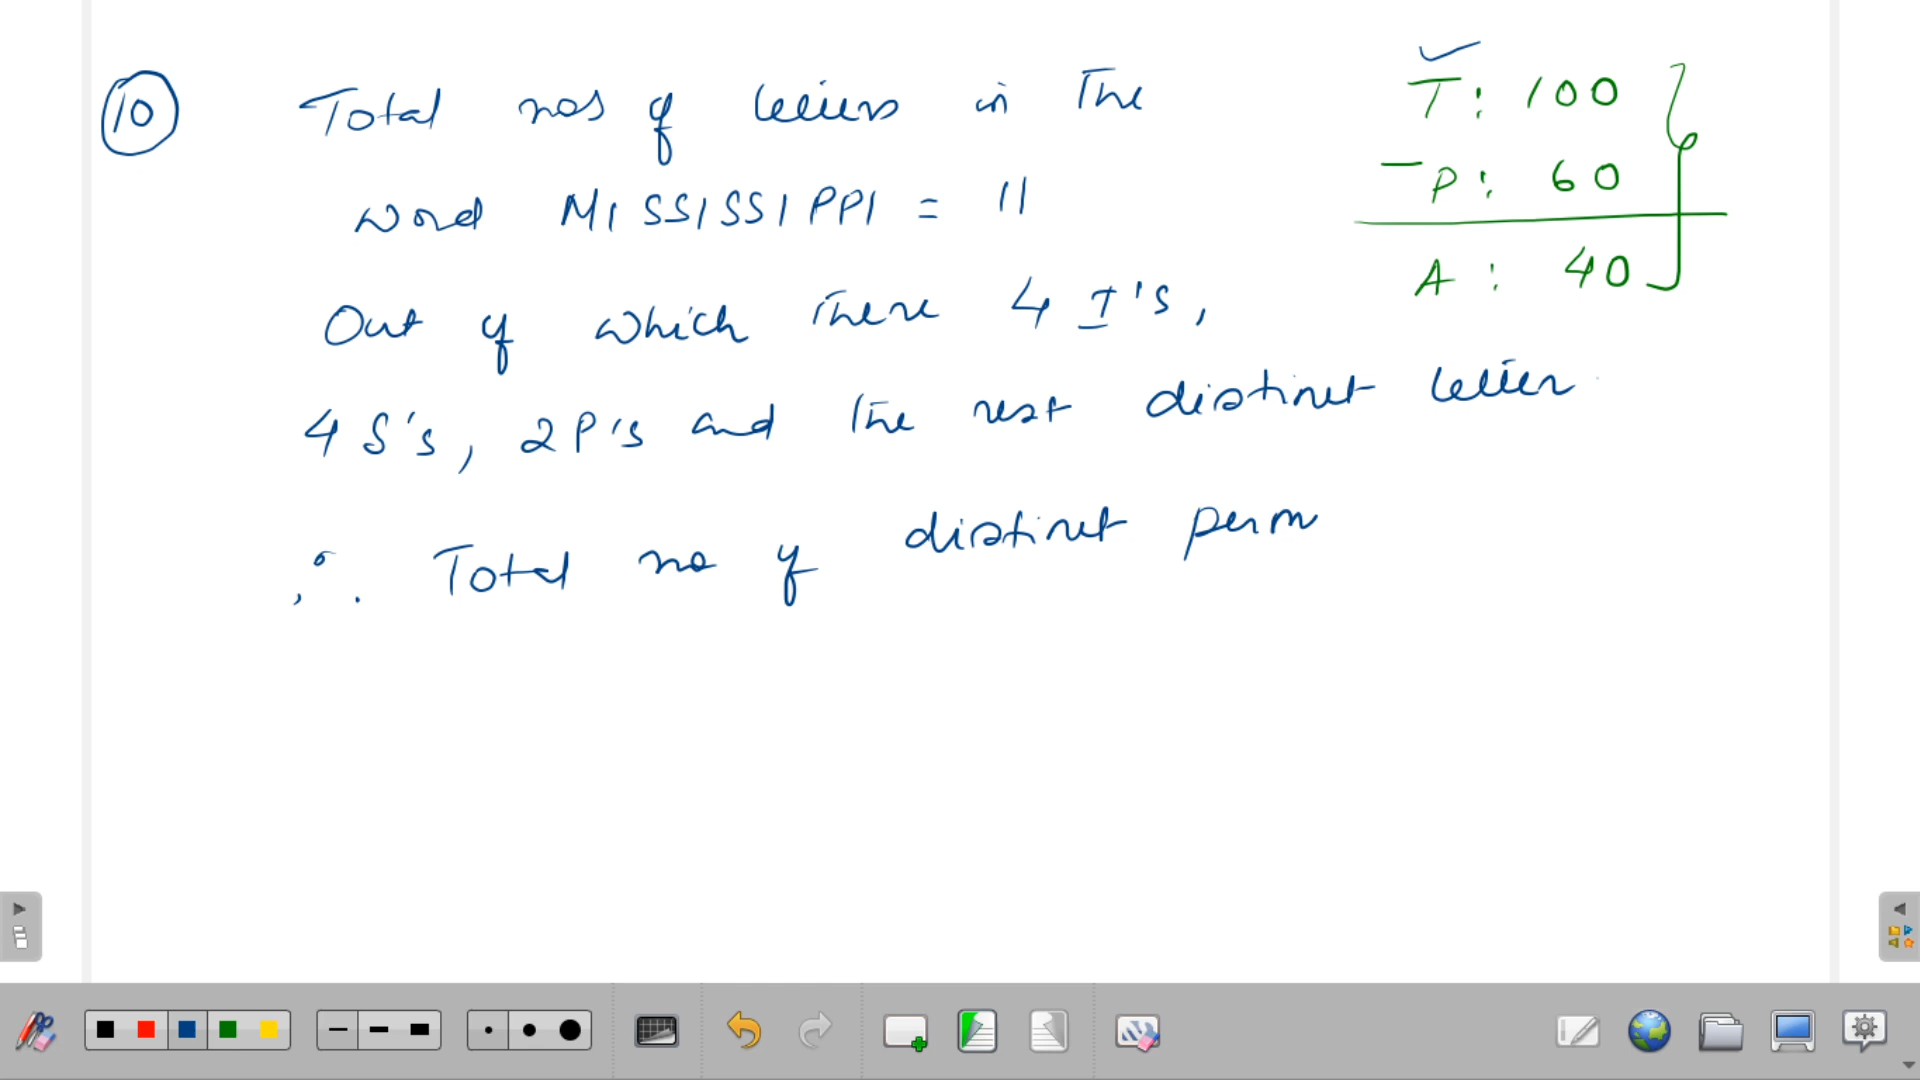 10
Total nos of letters in the
word MISSISSIPPI = 11
Out of which there 4 I's,
4 S's, 2P's and the rest distinct letter
∴ Total no of distinct perm
T: 100
- P: 60
A: 40